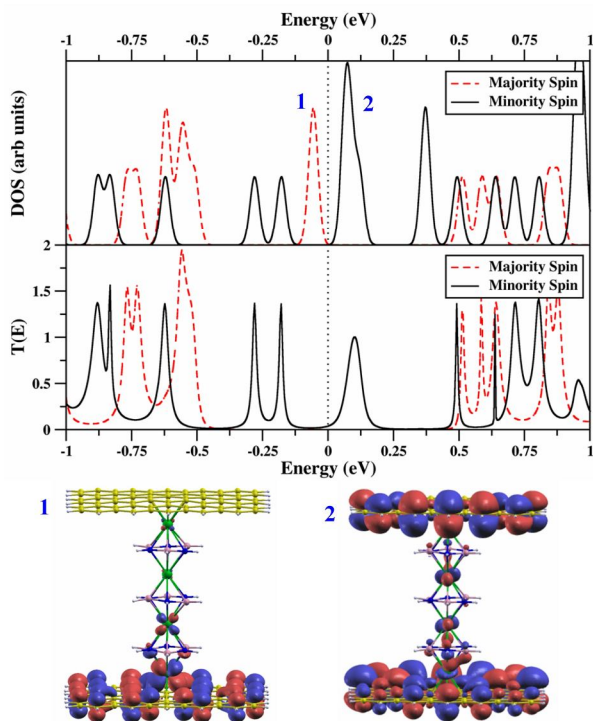 Energy (eV)
-1 -0.75 -0.5 -0.25 0 0.25 0.5 0.75 1
DOS (arb units)
1 2
Majority Spin
Minority Spin
2
1.5
1
0.5
0
T(E)
Majority Spin
Minority Spin
-1 -0.75 -0.5 -0.25 0 0.25 0.5 0.75 1
Energy (eV)
1 2